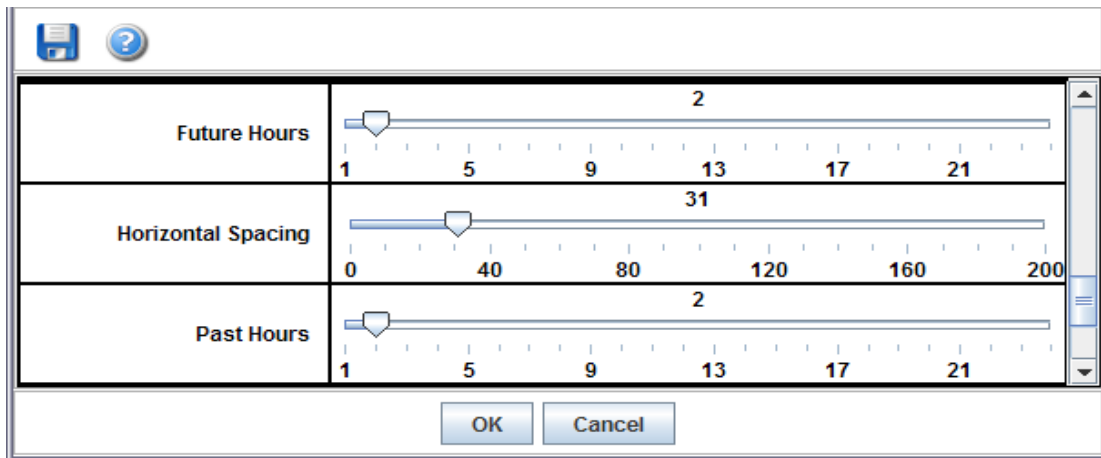 ?
2
Future Hours
1 5 9 13 17 21
31
Horizontal Spacing
0 40 80 120 160 200
2
Past Hours
1 5 9 13 17 21
OK Cancel